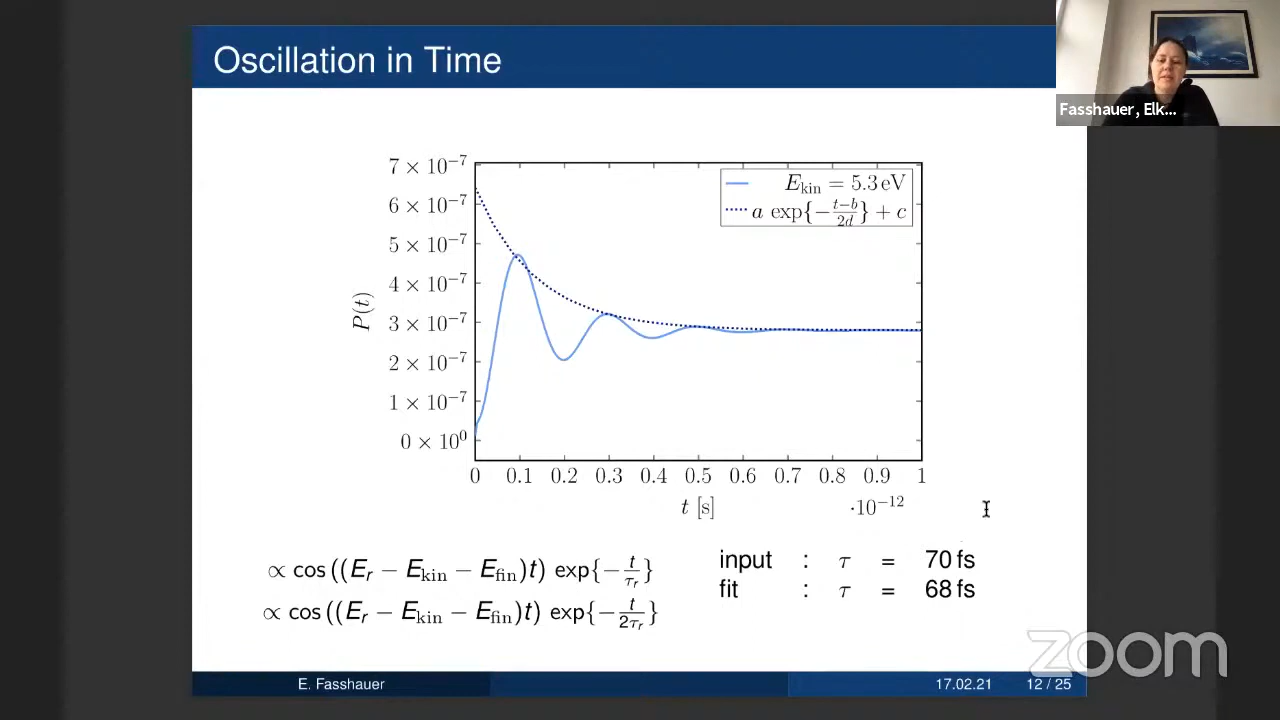 Oscillation in Time
Fasshauer, Elk...
7 × 10⁻⁷
6 × 10⁻⁷
5 × 10⁻⁷
4 × 10⁻⁷
3 × 10⁻⁷
2 × 10⁻⁷
1 × 10⁻⁷
0 × 10⁰
P(t)
E_kin = 5.3 eV
a exp{−\frac{t−b}{2d}} + c
0 0.1 0.2 0.3 0.4 0.5 0.6 0.7 0.8 0.9 1
t [s] ·10⁻¹²
∝ cos ((E_r − E_kin − E_fin)t) exp{−\frac{t}{τ_r}}
∝ cos ((E_r − E_kin − E_fin)t) exp{−\frac{t}{2τ_r}}
input : τ = 70 fs
fit : τ = 68 fs
zoom
E. Fasshauer 17.02.21 12 / 25